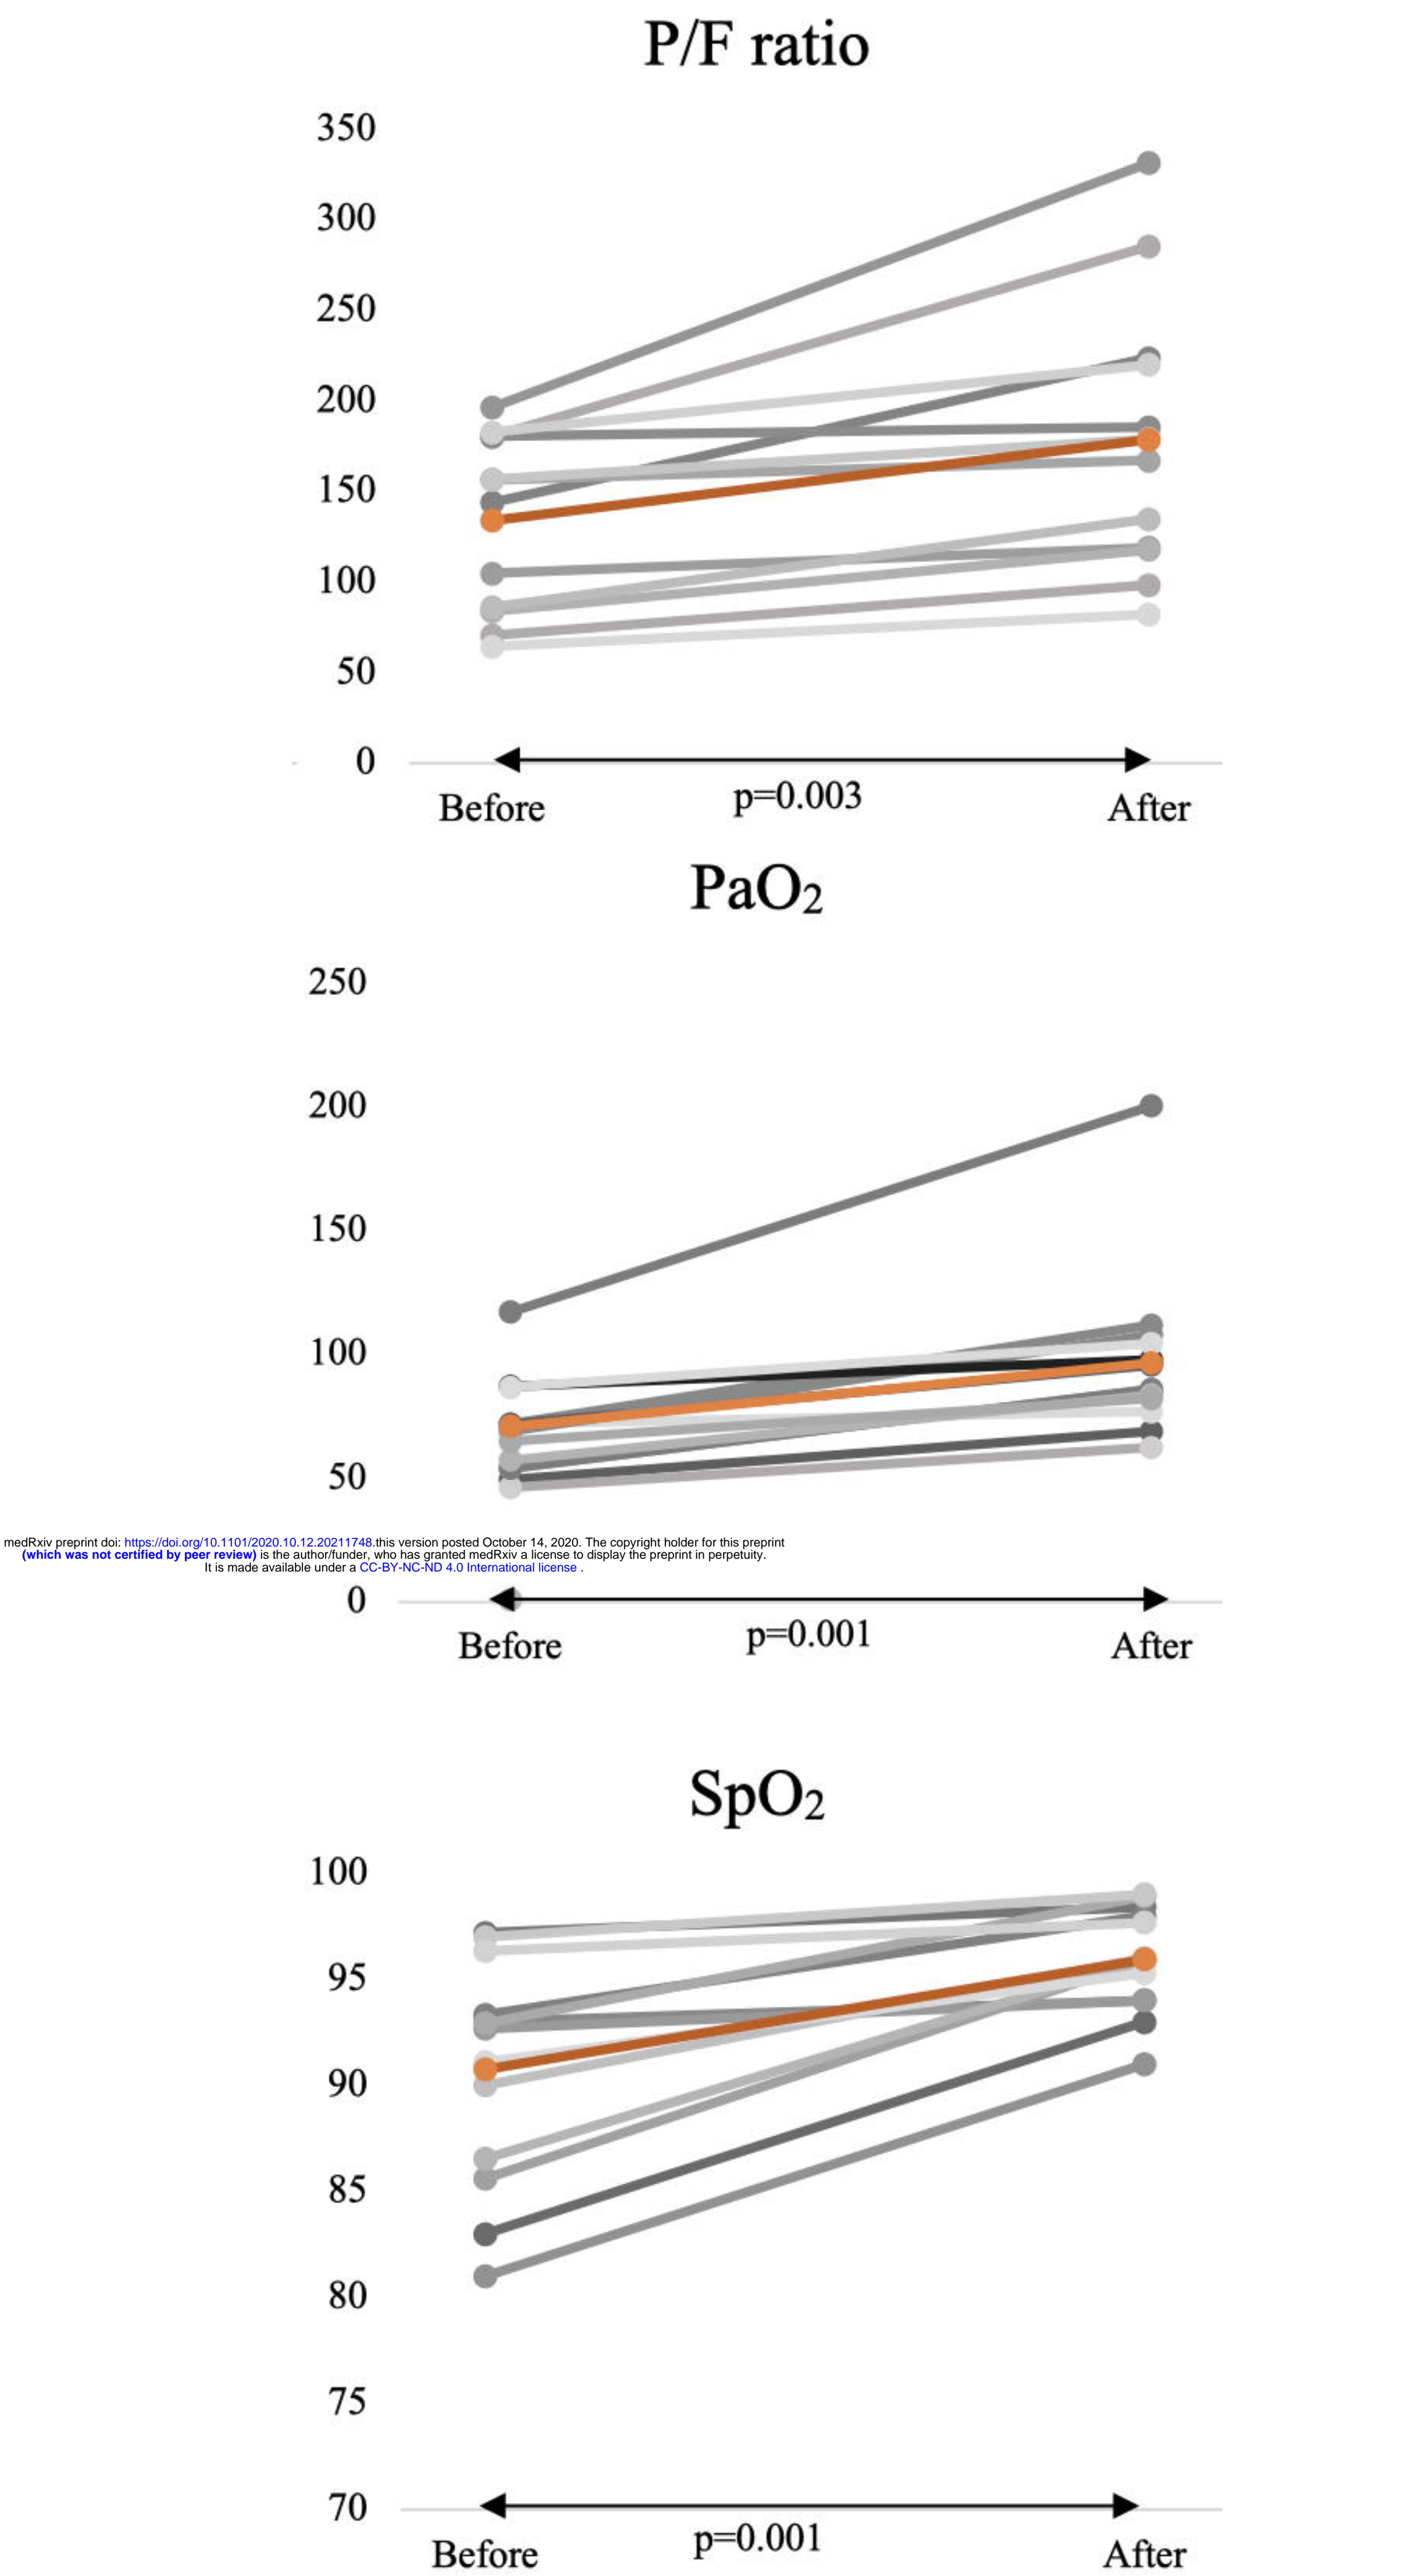 P/F ratio
350
300
250
200
150
100
50
0
Before
p=0.003
After
PaO₂
250
200
150
100
50
medRxiv preprint doi: https://doi.org/10.1101/2020.10.12.20211748.this version posted October 14, 2020. The copyright holder for this preprint
(which was not certified by peer review) is the author/funder, who has granted medRxiv a license to display the preprint in perpetuity.
It is made available under a CC-BY-NC-ND 4.0 International license .
0
Before
p=0.001
After
SpO₂
100
95
90
85
80
75
70
Before
p=0.001
After